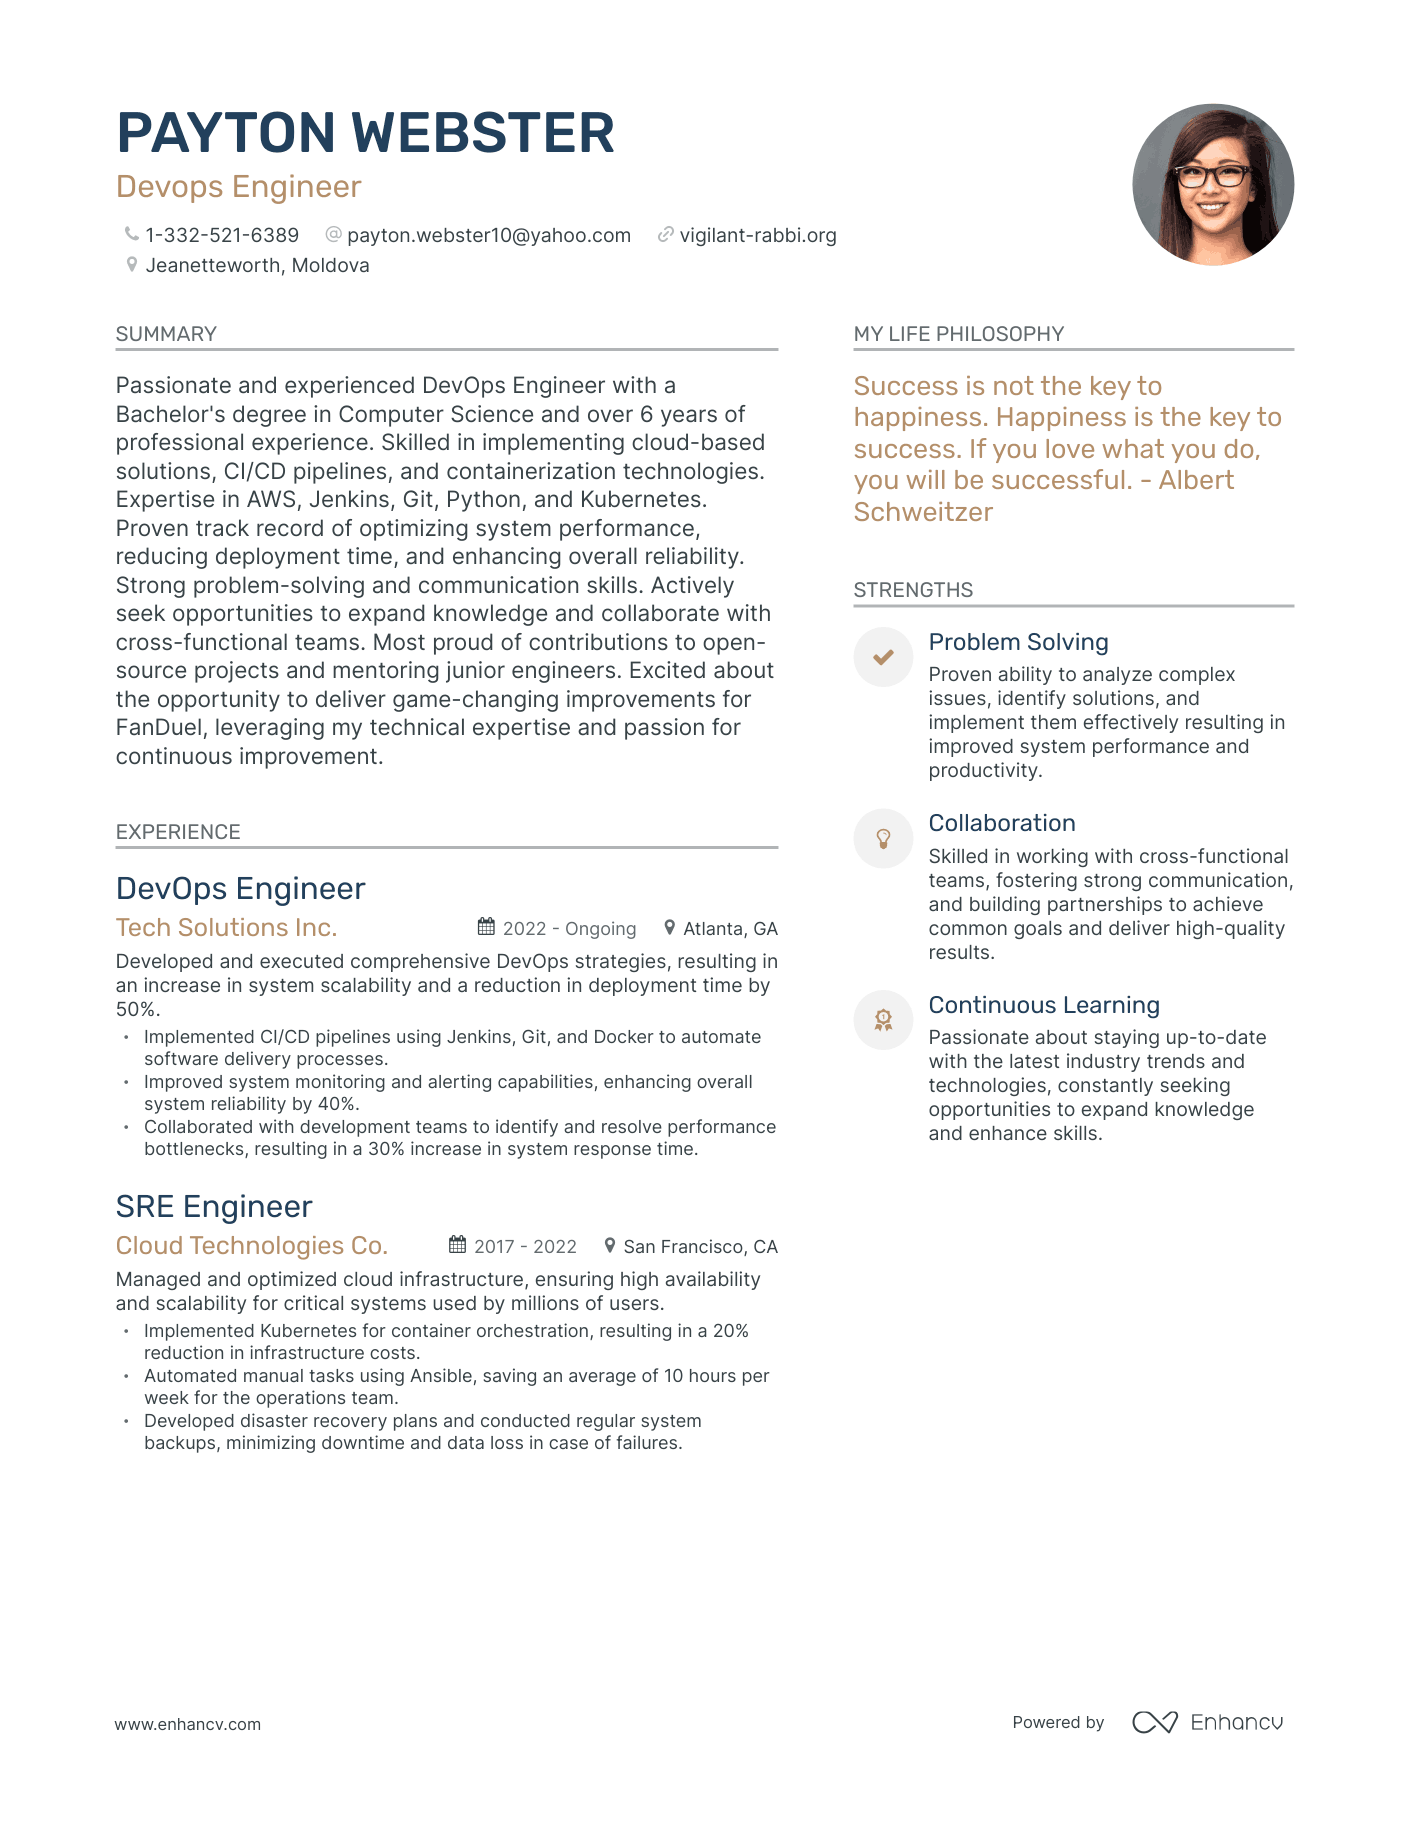 PAYTON WEBSTER
Devops Engineer
1-332-521-6389 payton.webster10@yahoo.com vigilant-rabbi.org
Jeanetteworth, Moldova
SUMMARY
Passionate and experienced DevOps Engineer with a
Bachelor's degree in Computer Science and over 6 years of
professional experience. Skilled in implementing cloud-based
solutions, CI/CD pipelines, and containerization technologies.
Expertise in AWS, Jenkins, Git, Python, and Kubernetes.
Proven track record of optimizing system performance,
reducing deployment time, and enhancing overall reliability.
Strong problem-solving and communication skills. Actively
seek opportunities to expand knowledge and collaborate with
cross-functional teams. Most proud of contributions to open-
source projects and mentoring junior engineers. Excited about
the opportunity to deliver game-changing improvements for
FanDuel, leveraging my technical expertise and passion for
continuous improvement.
EXPERIENCE
DevOps Engineer
Tech Solutions Inc. 2022 - Ongoing Atlanta, GA
Developed and executed comprehensive DevOps strategies, resulting in
an increase in system scalability and a reduction in deployment time by
50%.
• Implemented CI/CD pipelines using Jenkins, Git, and Docker to automate
software delivery processes.
• Improved system monitoring and alerting capabilities, enhancing overall
system reliability by 40%.
• Collaborated with development teams to identify and resolve performance
bottlenecks, resulting in a 30% increase in system response time.
SRE Engineer
Cloud Technologies Co. 2017 - 2022 San Francisco, CA
Managed and optimized cloud infrastructure, ensuring high availability
and scalability for critical systems used by millions of users.
• Implemented Kubernetes for container orchestration, resulting in a 20%
reduction in infrastructure costs.
• Automated manual tasks using Ansible, saving an average of 10 hours per
week for the operations team.
• Developed disaster recovery plans and conducted regular system
backups, minimizing downtime and data loss in case of failures.
MY LIFE PHILOSOPHY
Success is not the key to
happiness. Happiness is the key to
success. If you love what you do,
you will be successful. - Albert
Schweitzer
STRENGTHS
Problem Solving
Proven ability to analyze complex
issues, identify solutions, and
implement them effectively resulting in
improved system performance and
productivity.
Collaboration
Skilled in working with cross-functional
teams, fostering strong communication,
and building partnerships to achieve
common goals and deliver high-quality
results.
Continuous Learning
Passionate about staying up-to-date
with the latest industry trends and
technologies, constantly seeking
opportunities to expand knowledge
and enhance skills.
www.enhancv.com
Powered by Enhancv